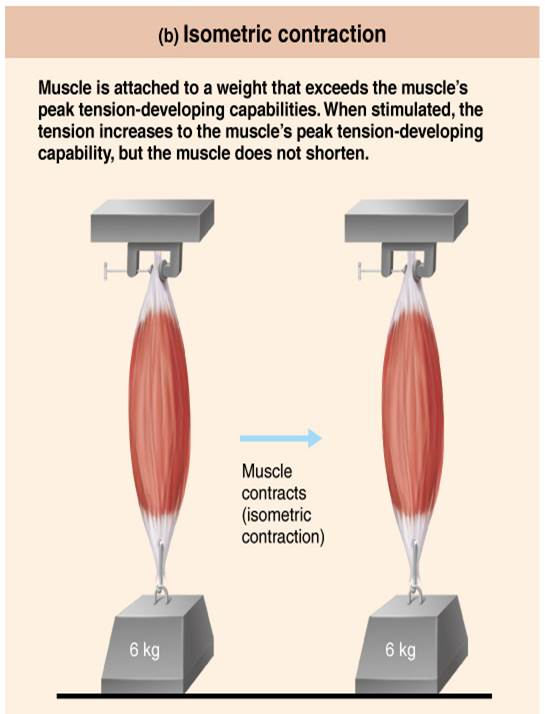 (b) Isometric contraction
Muscle is attached to a weight that exceeds the muscle's
peak tension-developing capabilities. When stimulated, the
tension increases to the muscle's peak tension-developing
capability, but the muscle does not shorten.
Muscle
contracts
(isometric
contraction)
6 kg
6 kg